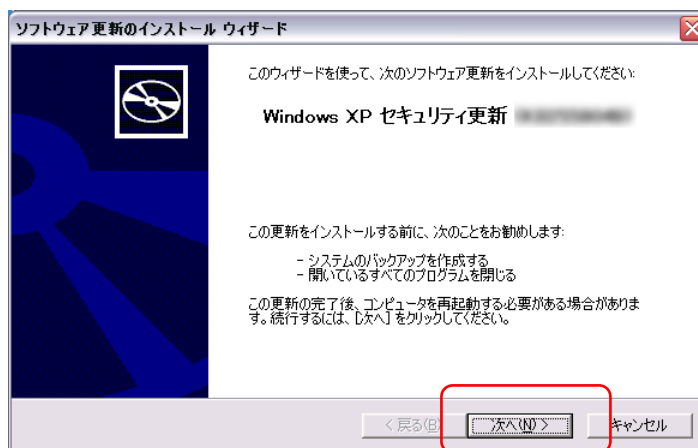 ソフトウェア更新のインストール ウィザード
このウィザードを使って、次のソフトウェア更新をインストールしてください:
Windows XP セキュリティ更新
この更新をインストールする前に、次のことをお勧めします:
- システムのバックアップを作成する
- 開いているすべてのプログラムを閉じる
この更新の完了後、コンピュータを再起動する必要がある場合がありま
す。続行するには、[次へ] をクリックしてください。
< 戻る(B)
次へ(N) >
キャンセル